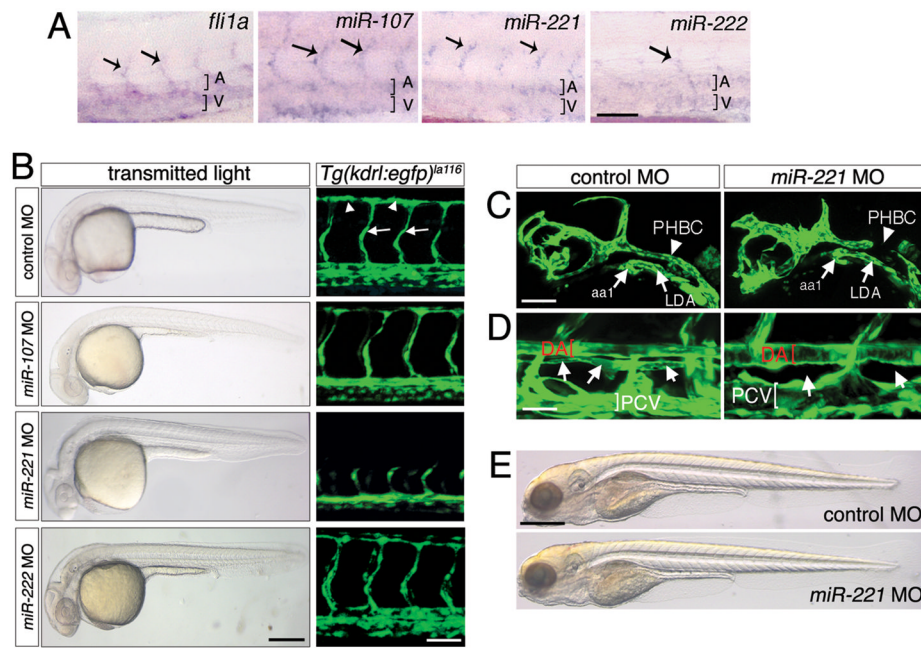 A
fli1a
miR-107
miR-221
miR-222
A
V
A
V
A
V
A
V
B
transmitted light
Tg(kdrl:egfp)la116
control MO
miR-107 MO
miR-221 MO
miR-222 MO
control MO
miR-221 MO
C
PHBC
aa1
LDA
PHBC
aa1
LDA
D
DA
PCV
DA
PCV
E
control MO
miR-221 MO